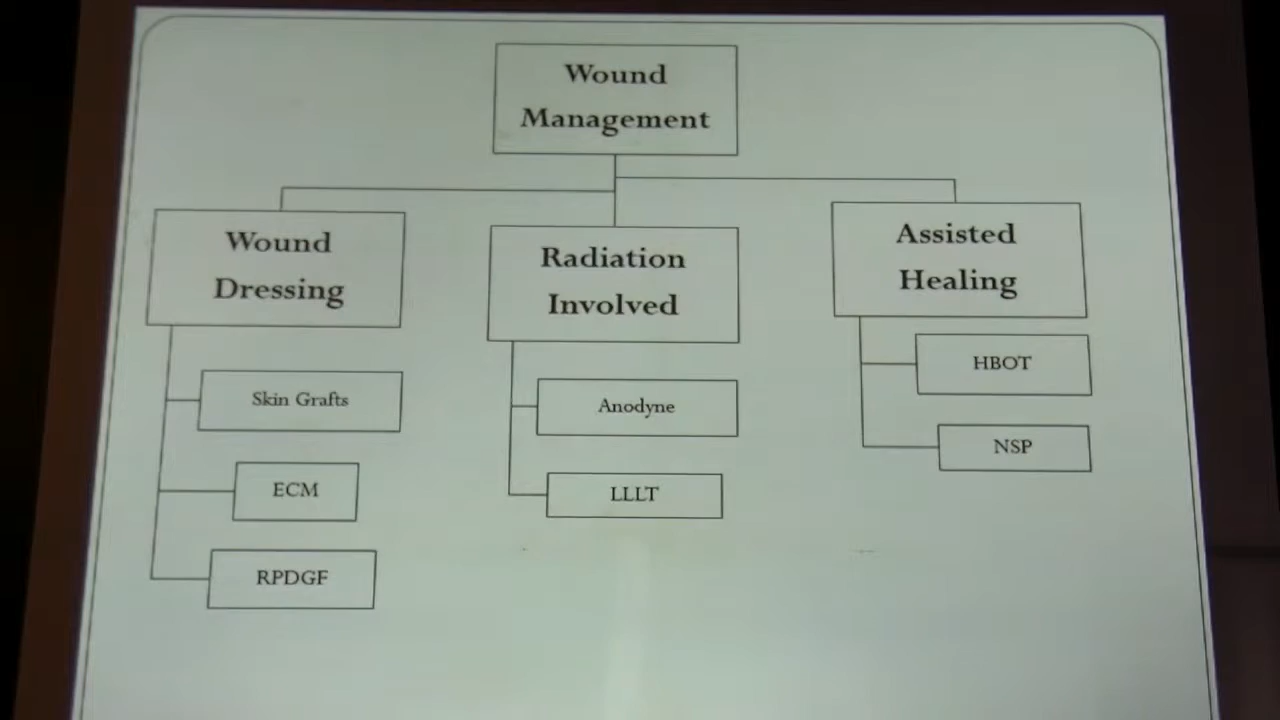 Wound
Management
Wound
Dressing
Skin Grafts
ECM
RPDGF
Radiation
Involved
Anodyne
LLLT
Assisted
Healing
HBOT
NSP